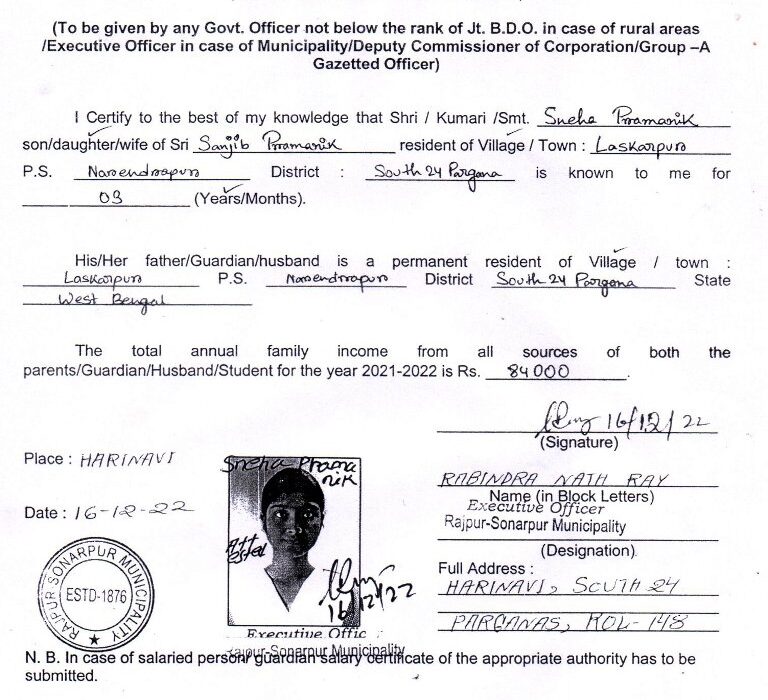 (To be given by any Govt. Officer not below the rank of Jt. B.D.O. in case of rural areas
/Executive Officer in case of Municipality/Deputy Commissioner of Corporation/Group –A
Gazetted Officer)
I Certify to the best of my knowledge that Shri / Kumari /Smt. Sneha Pramanik
son/daughter/wife of Sri Sanjib Pramanik resident of Village / Town : Laskarpur
P.S. Narendrapur District : South 24 Pargana is known to me for
03 (Years/Months).
His/Her father/Guardian/husband is a permanent resident of Village / town :
Laskarpur P.S. Narendrapur District South 24 Pargana State
West Bengal
The total annual family income from all sources of both the
parents/Guardian/Husband/Student for the year 2021-2022 is Rs. 84000.
16/12/22
(Signature)
Place : HARINAVI
Sneha Prama
nik
RABINDRA NATH RAY
Name (in Block Letters)
Executive Officer
Date : 16-12-22
Rajpur-Sonarpur Municipality
(Designation)
Att
ested
Full Address :
HARINAVI, SOUTH 24
PARGANAS, KOL-148
16/12/22
RAJPUR SONARPUR MUNICIPALITY
ESTD-1876
Executive Offic
Rajpur-Sonarpur Municipality
N. B. In case of salaried person/ guardian salary certificate of the appropriate authority has to be
submitted.